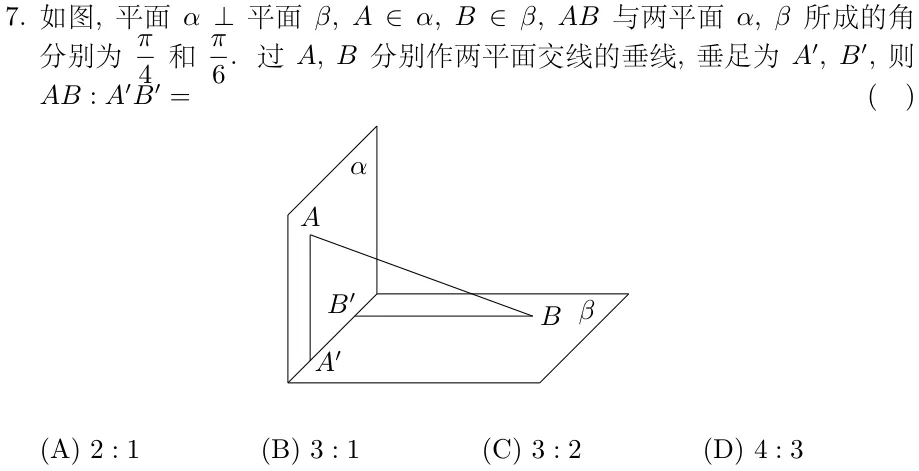 7. 如图, 平面 α ⊥ 平面 β, A ∈ α, B ∈ β, AB 与两平面 α, β 所成的角
分别为 π/4 和 π/6. 过 A, B 分别作两平面交线的垂线, 垂足为 A′, B′, 则
AB : A′B′ = ( )
α
A
B′
B β
A′
(A) 2 : 1 (B) 3 : 1 (C) 3 : 2 (D) 4 : 3